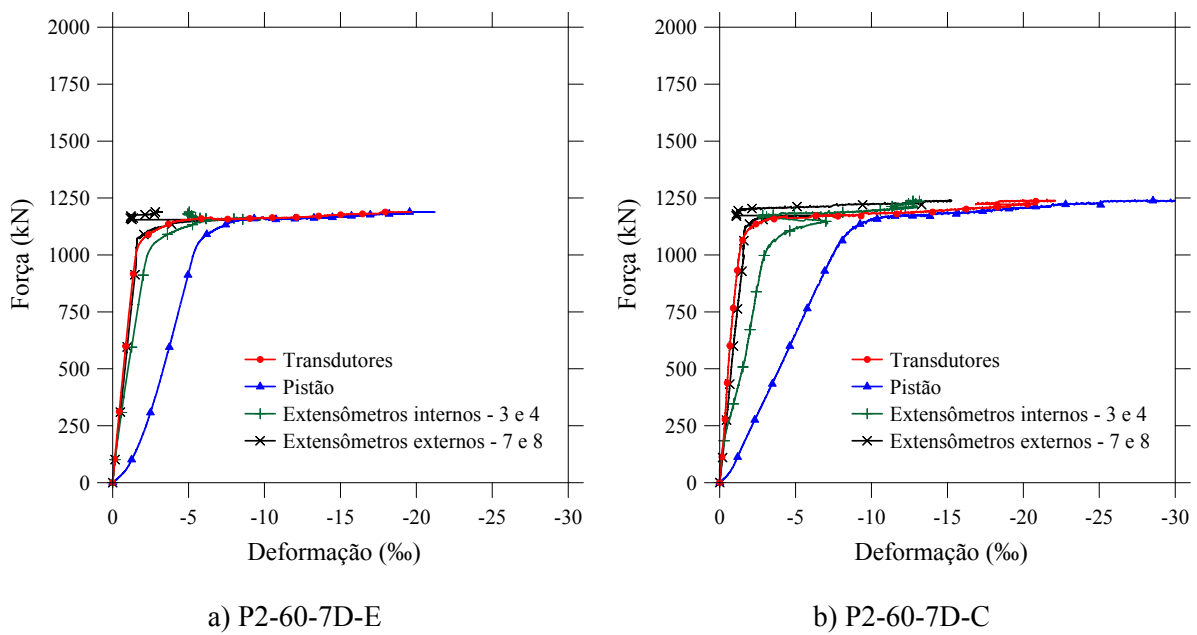 2000
1750
1500
1250
1000
750
500
250
0
Força (kN)
Transdutores
Pistão
Extensômetros internos - 3 e 4
Extensômetros externos - 7 e 8
0 -5 -10 -15 -20 -25 -30
Deformação (‰)
a) P2-60-7D-E
2000
1750
1500
1250
1000
750
500
250
0
Força (kN)
Transdutores
Pistão
Extensômetros internos - 3 e 4
Extensômetros externos - 7 e 8
0 -5 -10 -15 -20 -25 -30
Deformação (‰)
b) P2-60-7D-C